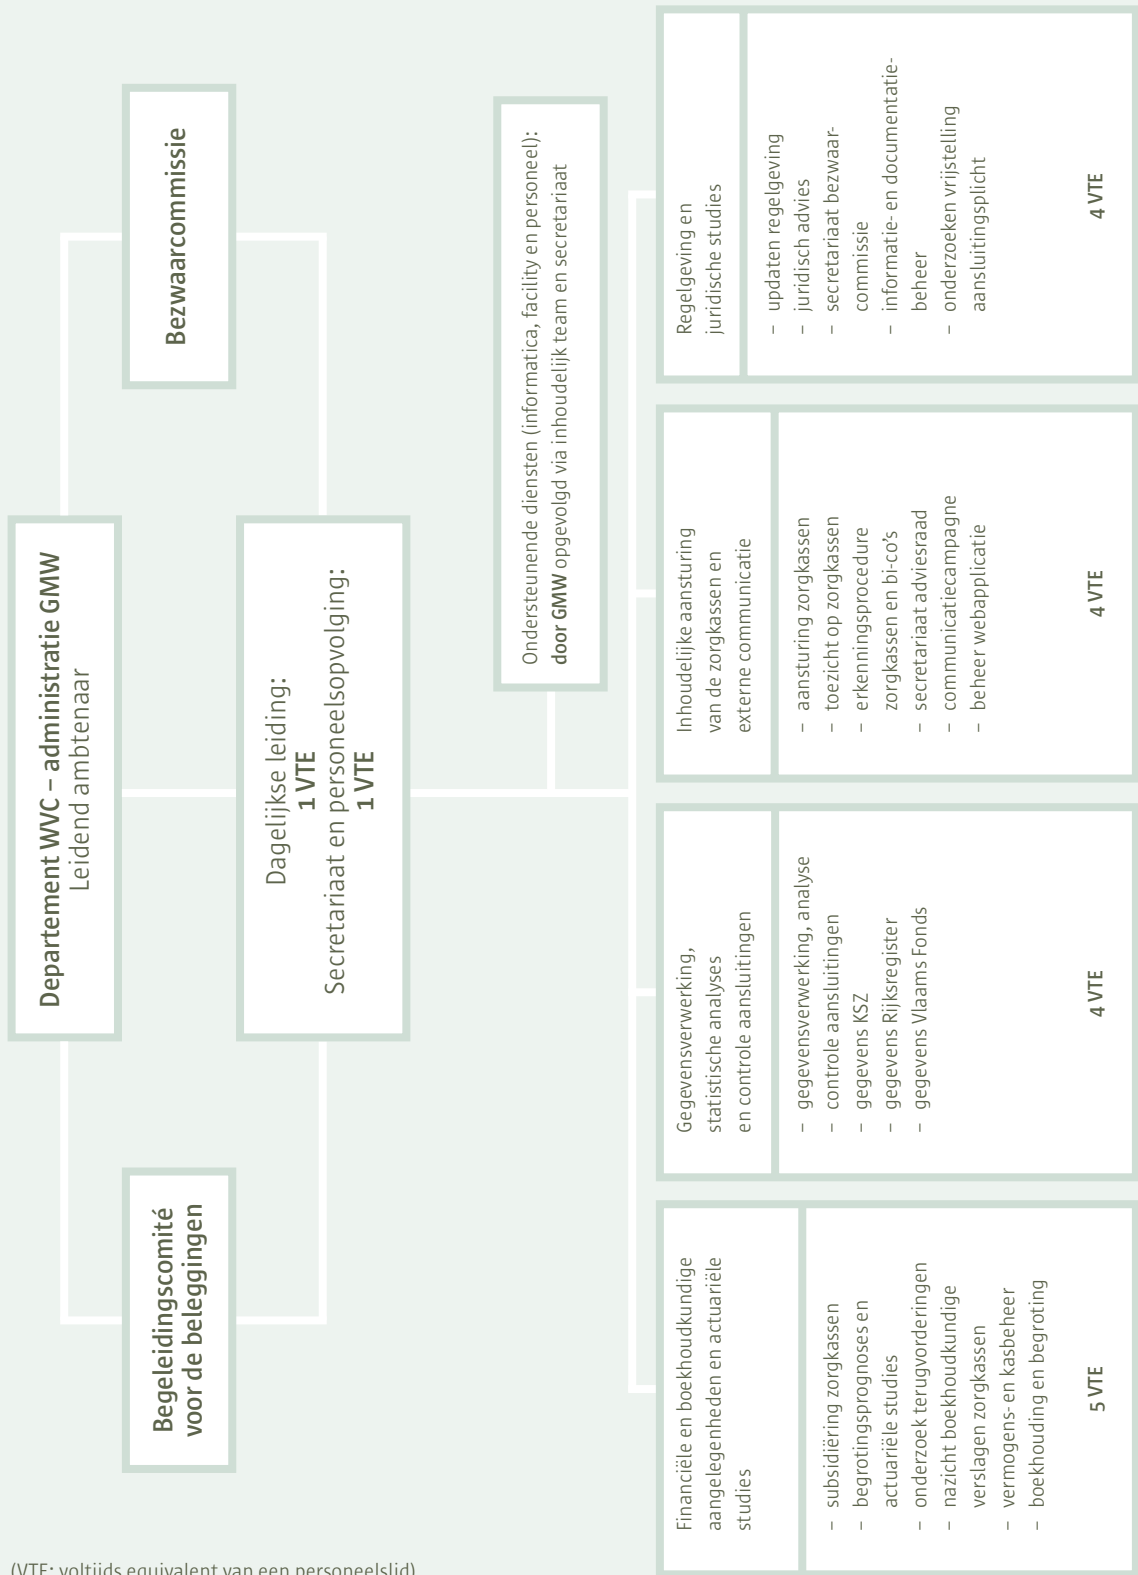 Departement WVC – administratie GMW
Leidend ambtenaar
Begeleidingscomité
voor de beleggingen
Bezwaarcommissie
Dagelijkse leiding:
1 VTE
Secretariaat en personeelsopvolging:
1 VTE
Ondersteunende diensten (informatica, facility en personeel):
door GMW opgevolgd via inhoudelijk team en secretariaat
Financiële en boekhoudkundige
aangelegenheden en actuariële
studies
– subsidiëring zorgkassen
– begrotingsprognoses en
actuariële studies
– onderzoek terugvorderingen
– nazicht boekhoudkundige
verslagen zorgkassen
– vermogens- en kasbeheer
– boekhouding en begroting
5 VTE
Gegevensverwerking,
statistische analyses
en controle aansluitingen
– gegevensverwerking, analyse
– controle aansluitingen
– gegevens KSZ
– gegevens Rijksregister
– gegevens Vlaams Fonds
4 VTE
Inhoudelijke aansturing
van de zorgkassen en
externe communicatie
– aansturing zorgkassen
– toezicht op zorgkassen
– erkenningsprocedure
zorgkassen en bi-co’s
– secretariaat adviesraad
– communicatiecampagne
– beheer webapplicatie
4 VTE
Regelgeving en
juridische studies
– updaten regelgeving
– juridisch advies
– secretariaat bezwaar-
commissie
– informatie- en documentatie-
beheer
– onderzoeken vrijstelling
aansluitingsplicht
4 VTE
(VTE: voltijds equivalent van een personeelslid)